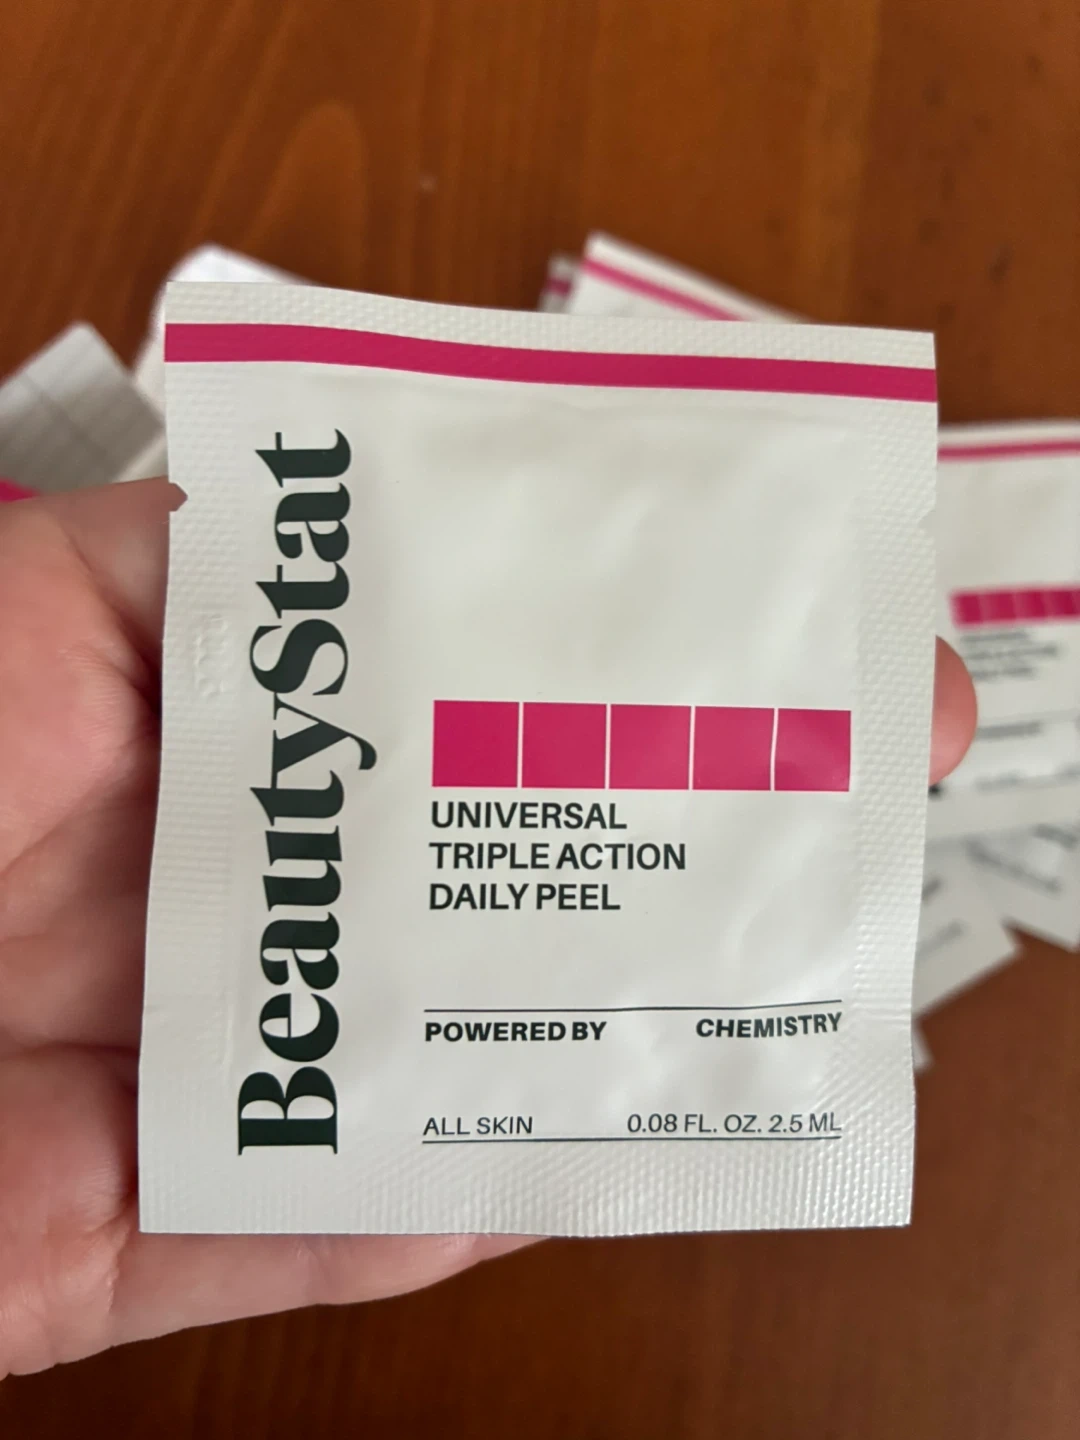 BeautyStat
UNIVERSAL
TRIPLE ACTION
DAILY PEEL
POWERED BY CHEMISTRY
ALL SKIN 0.08 FL. OZ. 2.5 ML